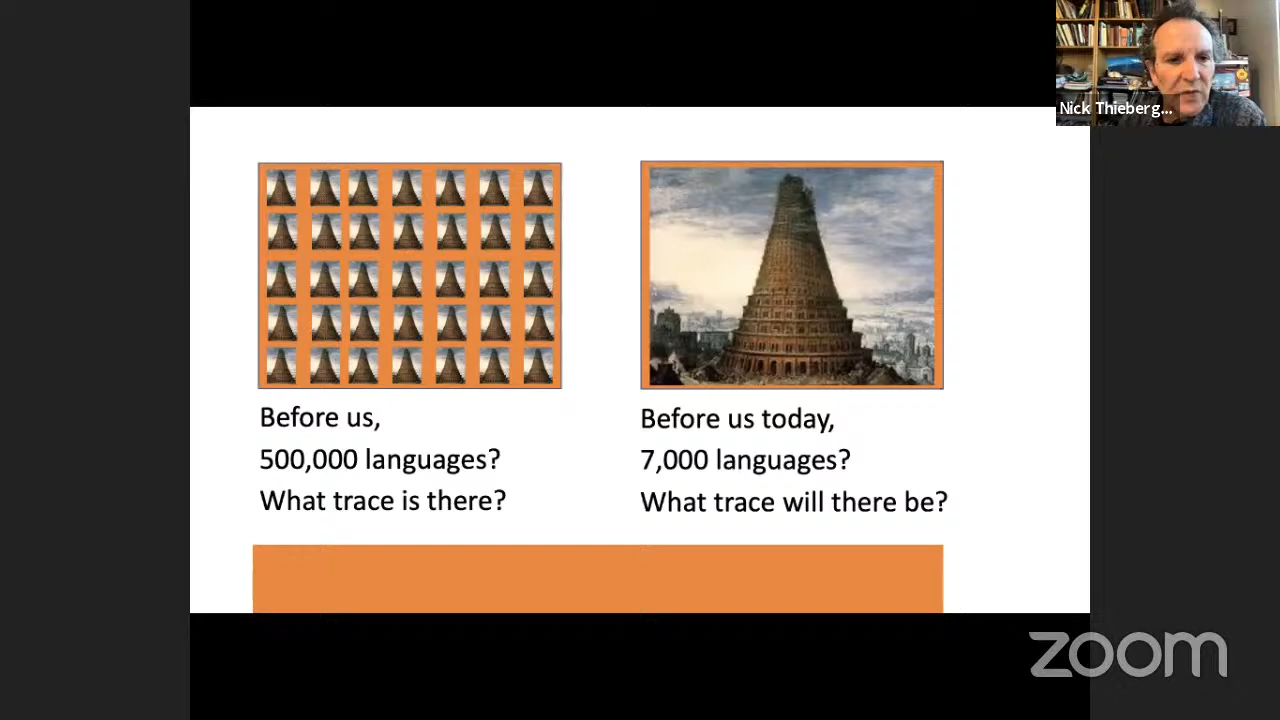 Nick Thieberg...
Before us,
500,000 languages?
What trace is there?
Before us today,
7,000 languages?
What trace will there be?
zoom